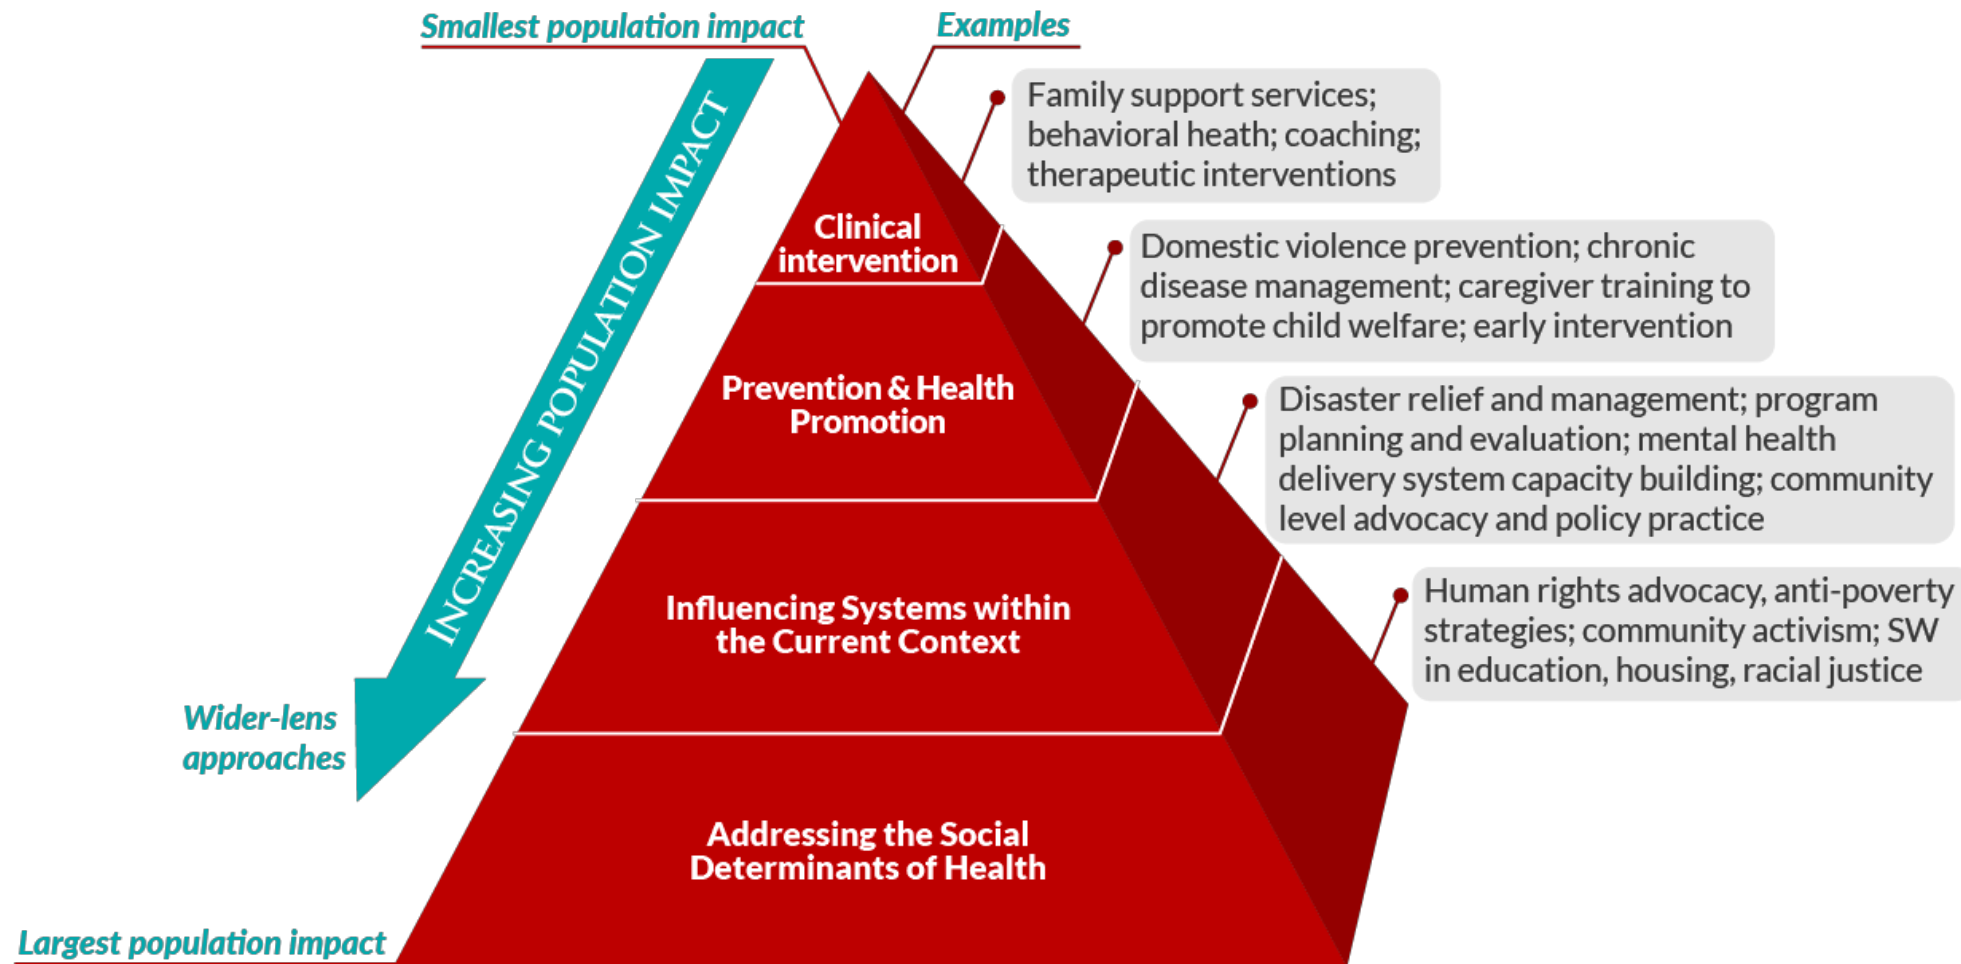 Smallest population impact
Examples
INCREASING POPULATION IMPACT
Family support services;
behavioral heath; coaching;
therapeutic interventions
Clinical
intervention
Domestic violence prevention; chronic
disease management; caregiver training to
promote child welfare; early intervention
Prevention & Health
Promotion
Disaster relief and management; program
planning and evaluation; mental health
delivery system capacity building; community
level advocacy and policy practice
Influencing Systems within
the Current Context
Human rights advocacy, anti-poverty
strategies; community activism; SW
in education, housing, racial justice
Wider-lens
approaches
Addressing the Social
Determinants of Health
Largest population impact